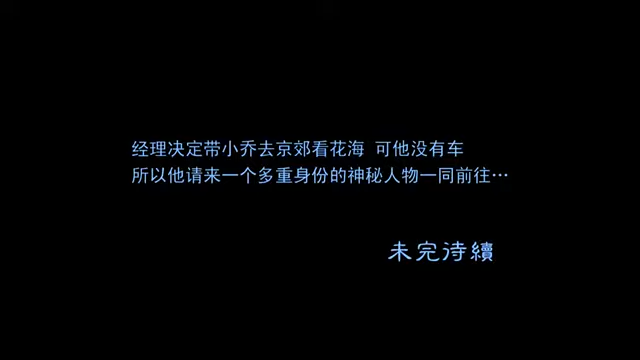 经理决定带小乔去京郊看花海 可他没有车
所以他请来一个多重身份的神秘人物一同前往…
未完待續